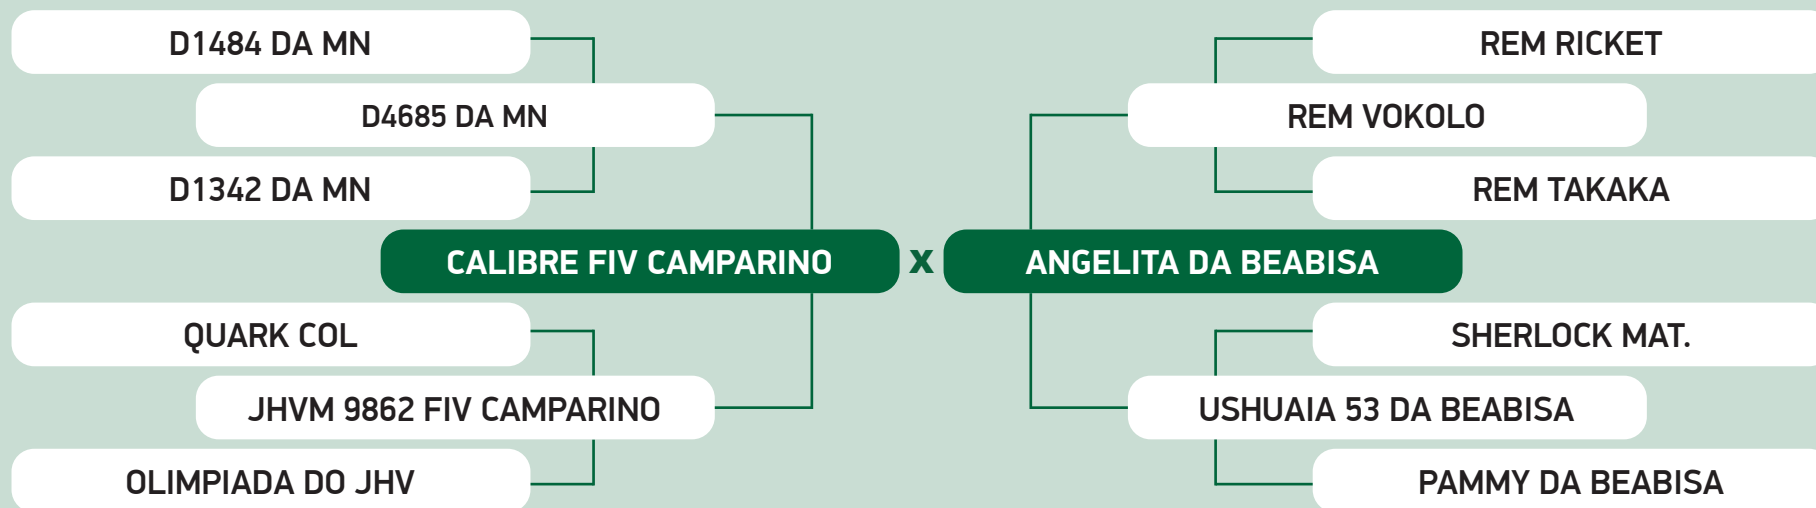 D1484 DA MN
REM RICKET
D4685 DA MN
REM VOKOLO
D1342 DA MN
REM TAKAKA
CALIBRE FIV CAMPARINO X ANGELITA DA BEABISA
QUARK COL
SHERLOCK MAT.
JHVM 9862 FIV CAMPARINO
USHUAIA 53 DA BEABISA
OLIMPIADA DO JHV
PAMMY DA BEABISA